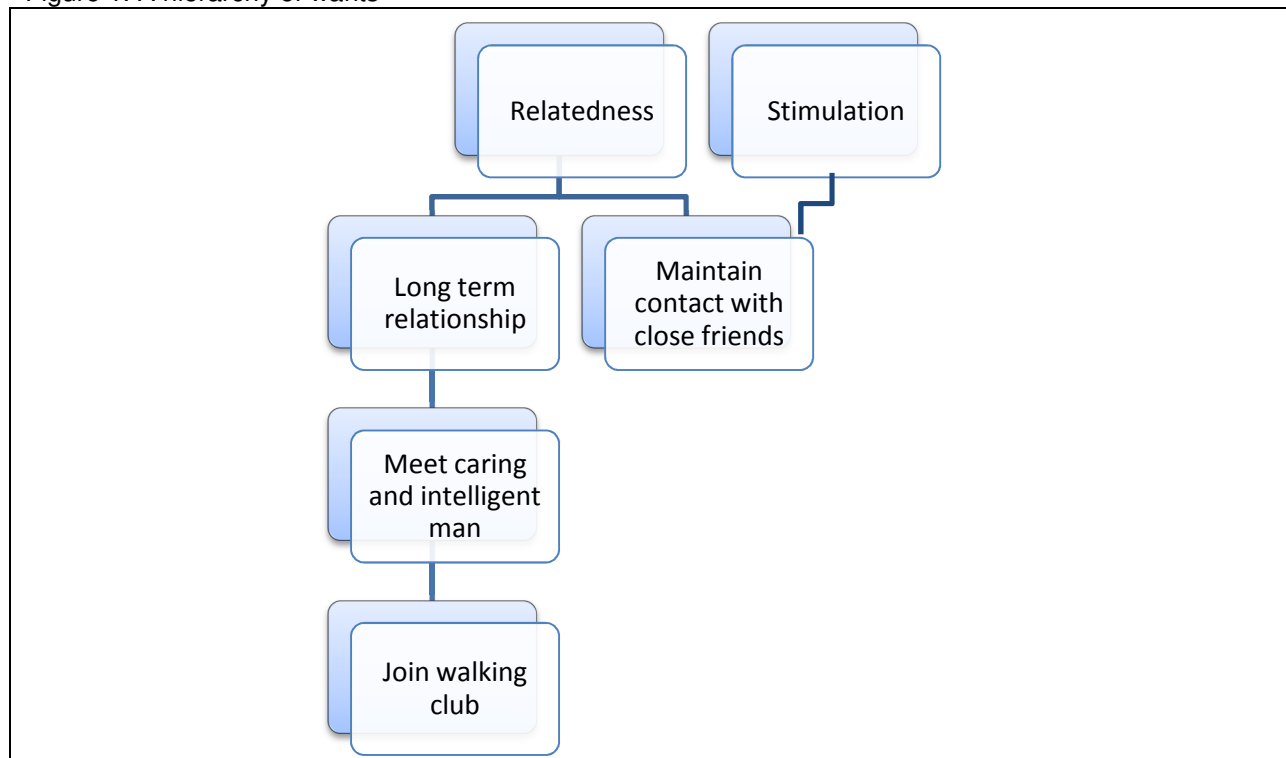 Relatedness
Stimulation
Long term
relationship
Maintain
contact with
close friends
Meet caring
and intelligent
man
Join walking
club